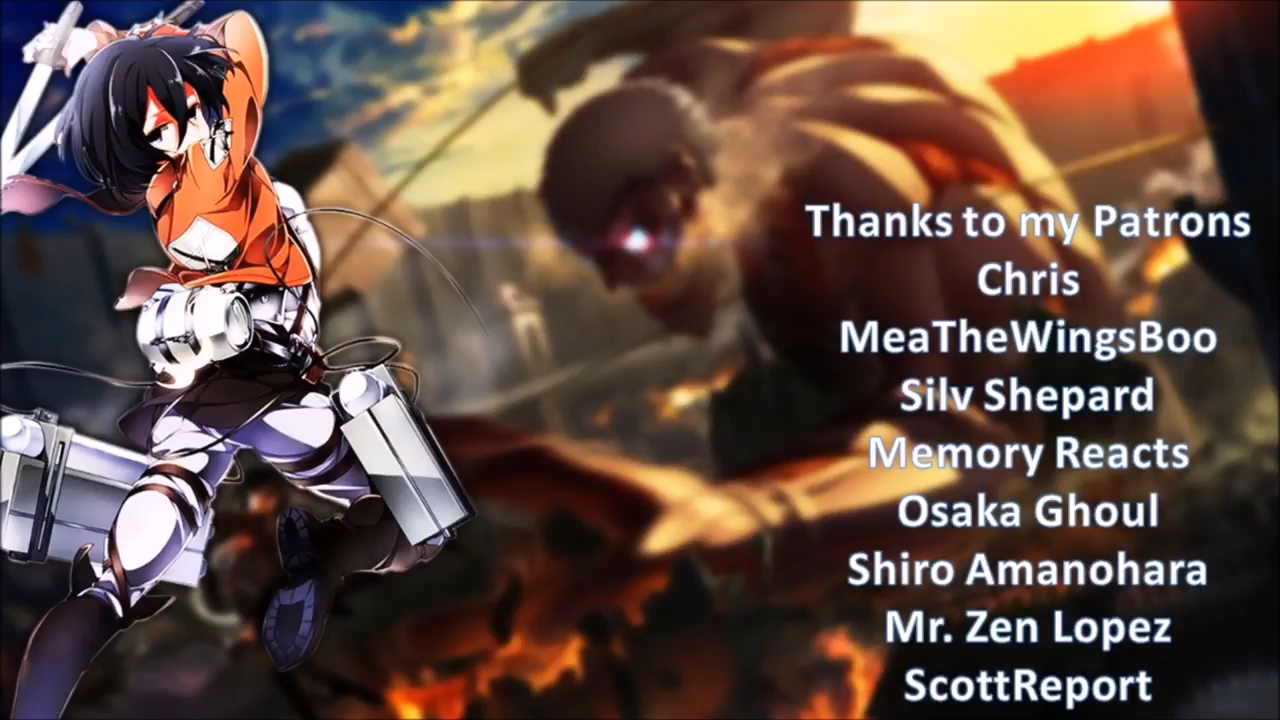 Thanks to my Patrons
Chris
MeaTheWingsBoo
Silv Shepard
Memory Reacts
Osaka Ghoul
Shiro Amanohara
Mr. Zen Lopez
ScottReport